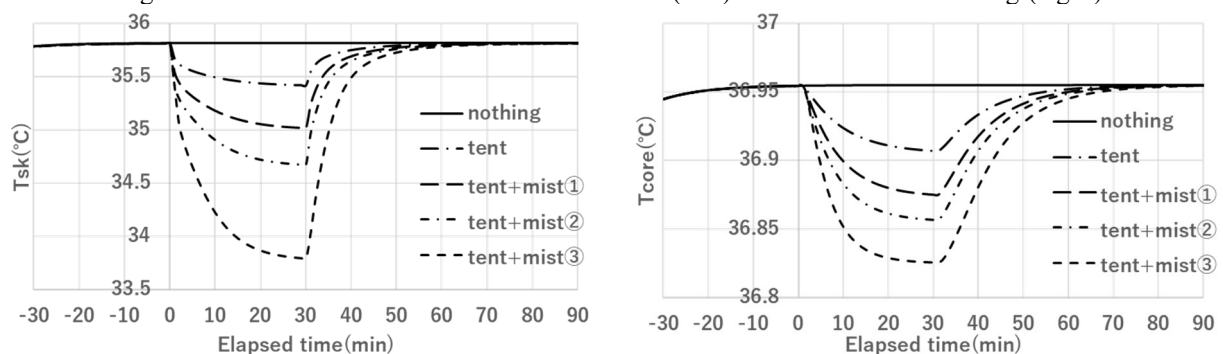 36
35.5
35
34.5
34
33.5
Tsk(℃)
-30 -20 -10 0 10 20 30 40 50 60 70 80 90
Elapsed time(min)
nothing
tent
tent+mist①
tent+mist②
tent+mist③
37
36.95
36.9
36.85
36.8
Tcore(℃)
-30 -20 -10 0 10 20 30 40 50 60 70 80 90
Elapsed time(min)
nothing
tent
tent+mist①
tent+mist②
tent+mist③